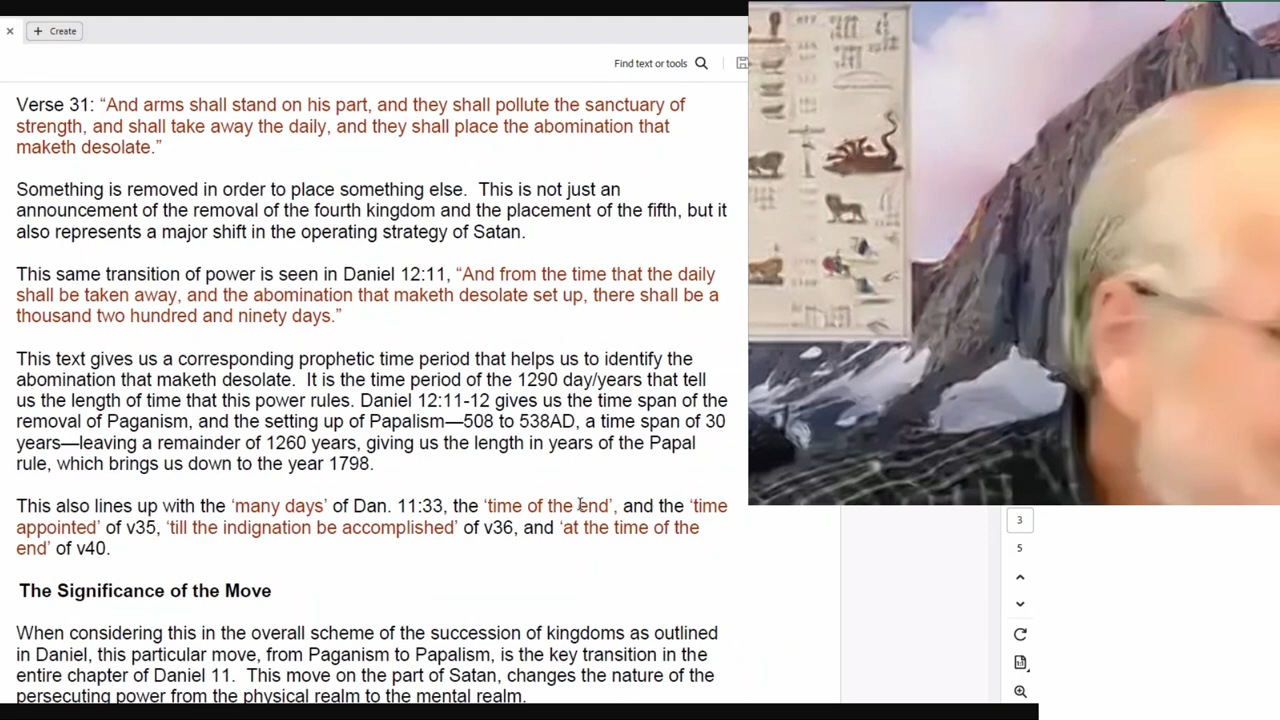 + Create
Find text or tools
Verse 31: “And arms shall stand on his part, and they shall pollute the sanctuary of
strength, and shall take away the daily, and they shall place the abomination that
maketh desolate.”
Something is removed in order to place something else.  This is not just an
announcement of the removal of the fourth kingdom and the placement of the fifth, but it
also represents a major shift in the operating strategy of Satan.
This same transition of power is seen in Daniel 12:11, “And from the time that the daily
shall be taken away, and the abomination that maketh desolate set up, there shall be a
thousand two hundred and ninety days.”
This text gives us a corresponding prophetic time period that helps us to identify the
abomination that maketh desolate.  It is the time period of the 1290 day/years that tell
us the length of time that this power rules. Daniel 12:11-12 gives us the time span of the
removal of Paganism, and the setting up of Papalism—508 to 538AD, a time span of 30
years—leaving a remainder of 1260 years, giving us the length in years of the Papal
rule, which brings us down to the year 1798.
This also lines up with the ‘many days’ of Dan. 11:33, the ‘time of the end’, and the ‘time
appointed’ of v35, ‘till the indignation be accomplished’ of v36, and ‘at the time of the
end’ of v40.
The Significance of the Move
When considering this in the overall scheme of the succession of kingdoms as outlined
in Daniel, this particular move, from Paganism to Papalism, is the key transition in the
entire chapter of Daniel 11.  This move on the part of Satan, changes the nature of the
persecuting power from the physical realm to the mental realm.
3
5